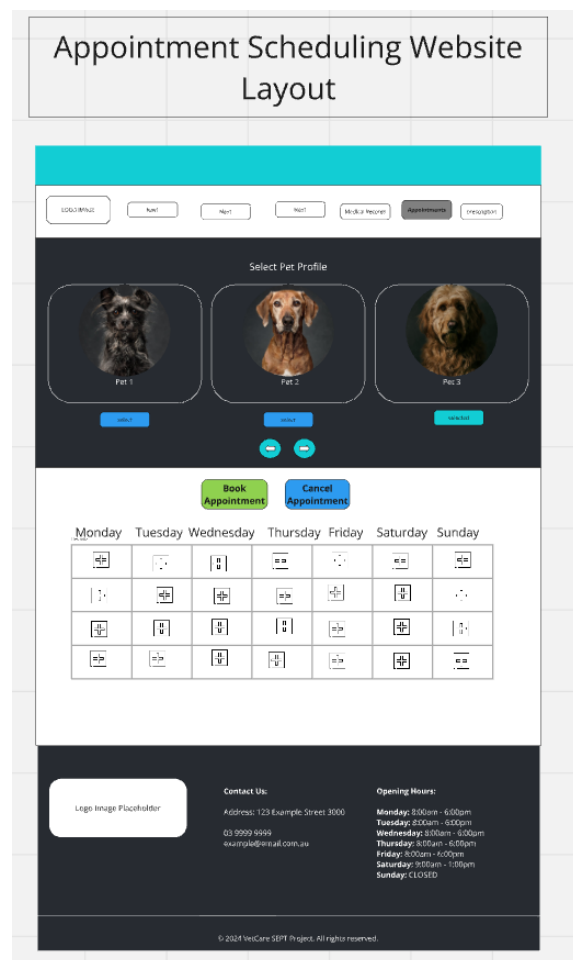 Appointment Scheduling Website
Layout
Medical Records
Appointments
Select Pet Profile
Pet 1
Pet 2
Pet 3
select
select
selected
Book
Appointment
Cancel
Appointment
Monday Tuesday Wednesday Thursday Friday Saturday Sunday
Logo Image Placeholder
Contact Us:
Address: 123 Example Street 3000
03 9999 9999
example@email.com.au
Opening Hours:
Monday: 8:00am - 6:00pm
Tuesday: 8:00am - 6:00pm
Wednesday: 8:00am - 6:00pm
Thursday: 8:00am - 6:00pm
Friday: 8:00am - 6:00pm
Saturday: 9:00am - 1:00pm
Sunday: CLOSED
© 2024 VetCare SEPT Project. All rights reserved.